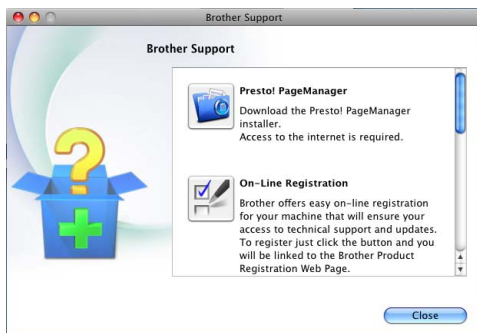 Brother Support
Brother Support
Presto! PageManager
Download the Presto! PageManager
installer.
Access to the internet is required.
On-Line Registration
Brother offers easy on-line registration
for your machine that will ensure your
access to technical support and updates.
To register just click the button and you
will be linked to the Brother Product
Registration Web Page.
Close